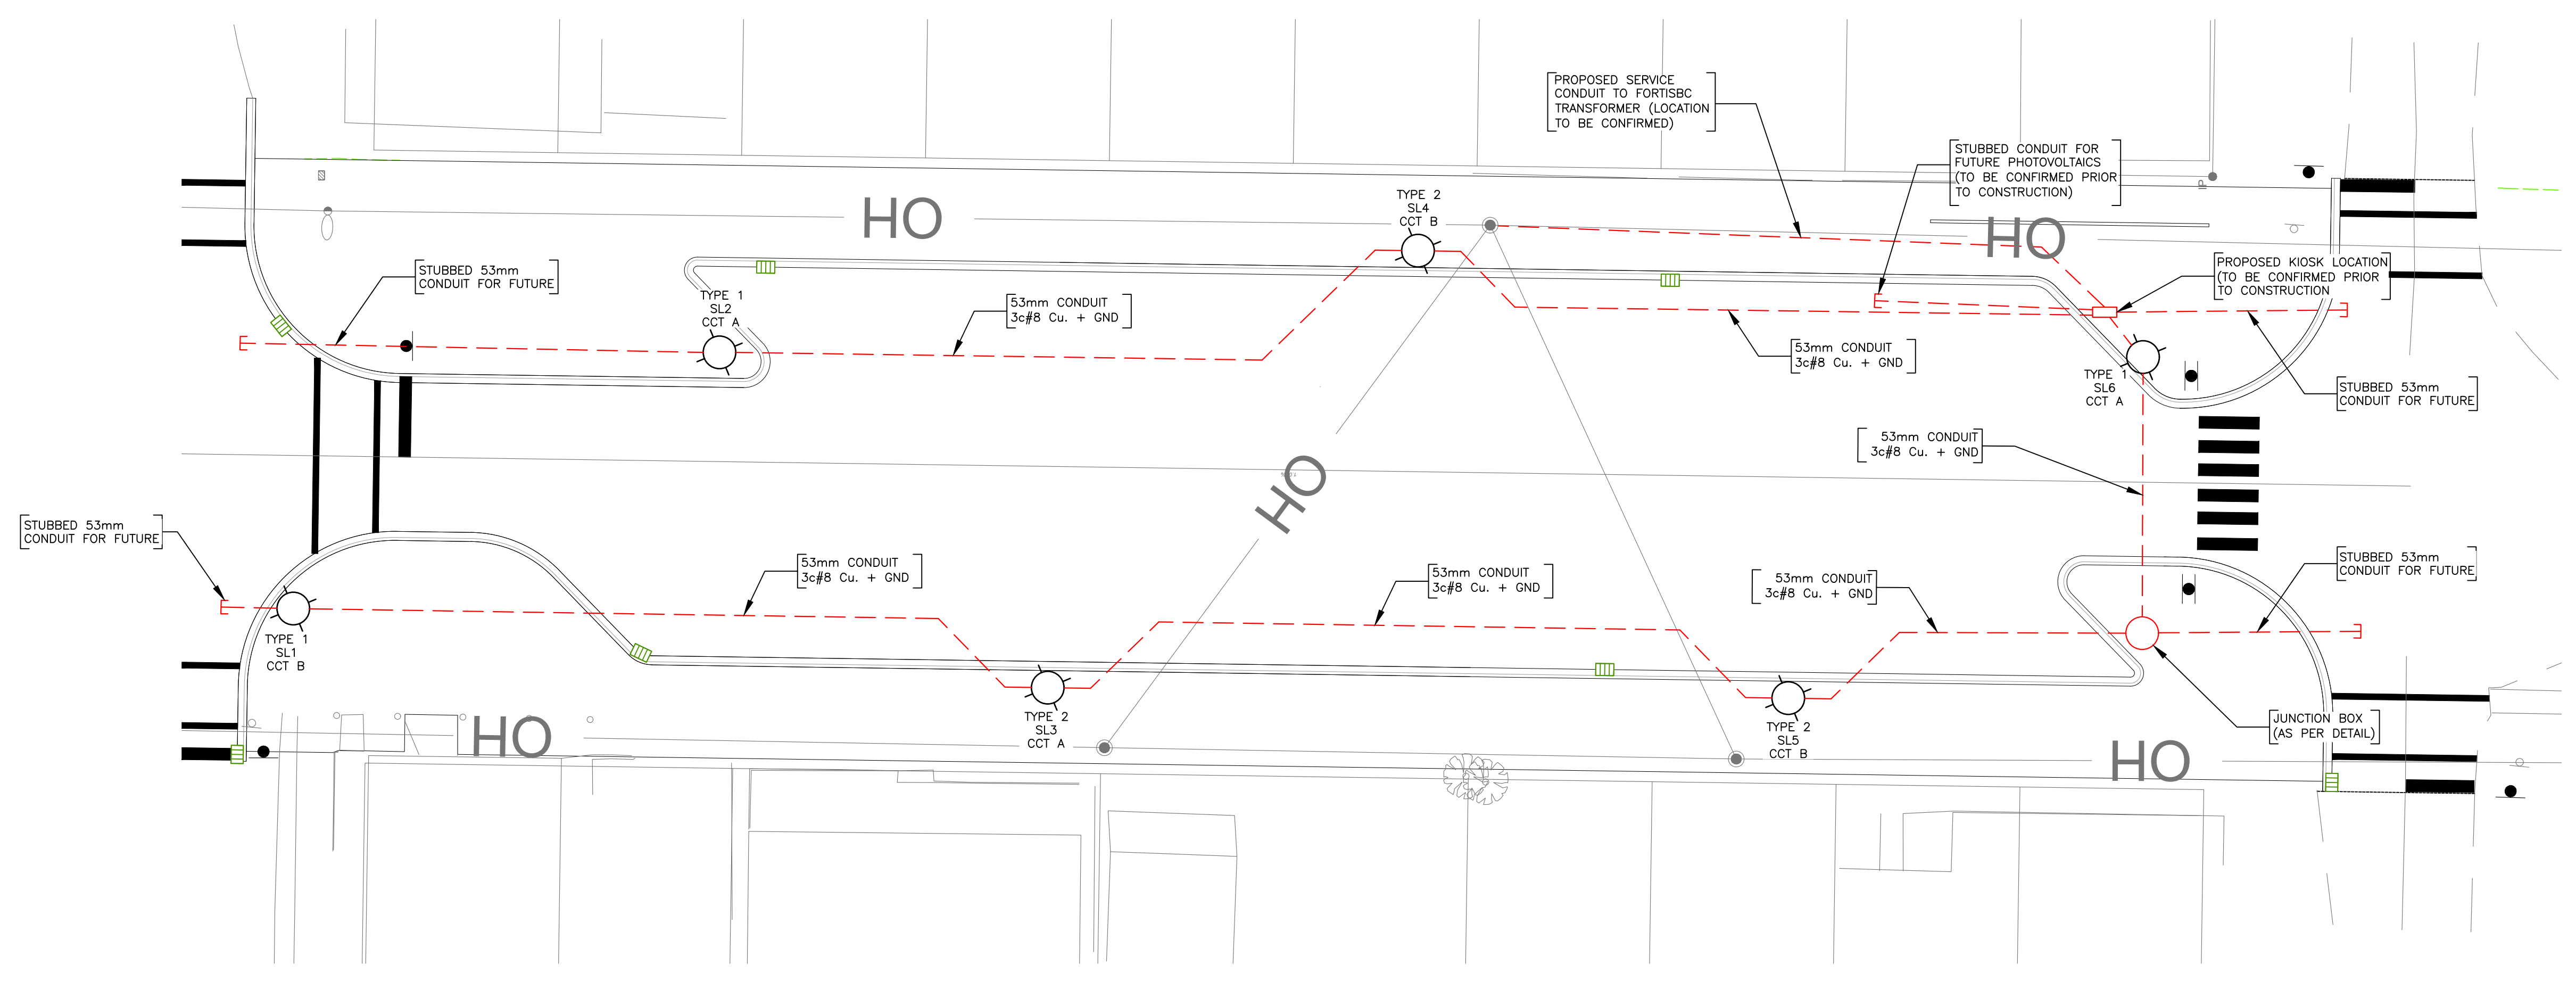 PROPOSED SERVICE
CONDUIT TO FORTISBC
TRANSFORMER (LOCATION
TO BE CONFIRMED)
STUBBED CONDUIT FOR
FUTURE PHOTOVOLTAICS
(TO BE CONFIRMED PRIOR
TO CONSTRUCTION)
TYPE 2
SL4
CCT B
HO
HO
PROPOSED KIOSK LOCATION
(TO BE CONFIRMED PRIOR
TO CONSTRUCTION
STUBBED 53mm
CONDUIT FOR FUTURE
TYPE 1
SL2
CCT A
53mm CONDUIT
3c#8 Cu. + GND
53mm CONDUIT
3c#8 Cu. + GND
TYPE 1
SL6
CCT A
STUBBED 53mm
CONDUIT FOR FUTURE
53mm CONDUIT
3c#8 Cu. + GND
HO
STUBBED 53mm
CONDUIT FOR FUTURE
53mm CONDUIT
3c#8 Cu. + GND
53mm CONDUIT
3c#8 Cu. + GND
53mm CONDUIT
3c#8 Cu. + GND
STUBBED 53mm
CONDUIT FOR FUTURE
TYPE 1
SL1
CCT B
TYPE 2
SL3
CCT A
TYPE 2
SL5
CCT B
JUNCTION BOX
(AS PER DETAIL)
HO
HO